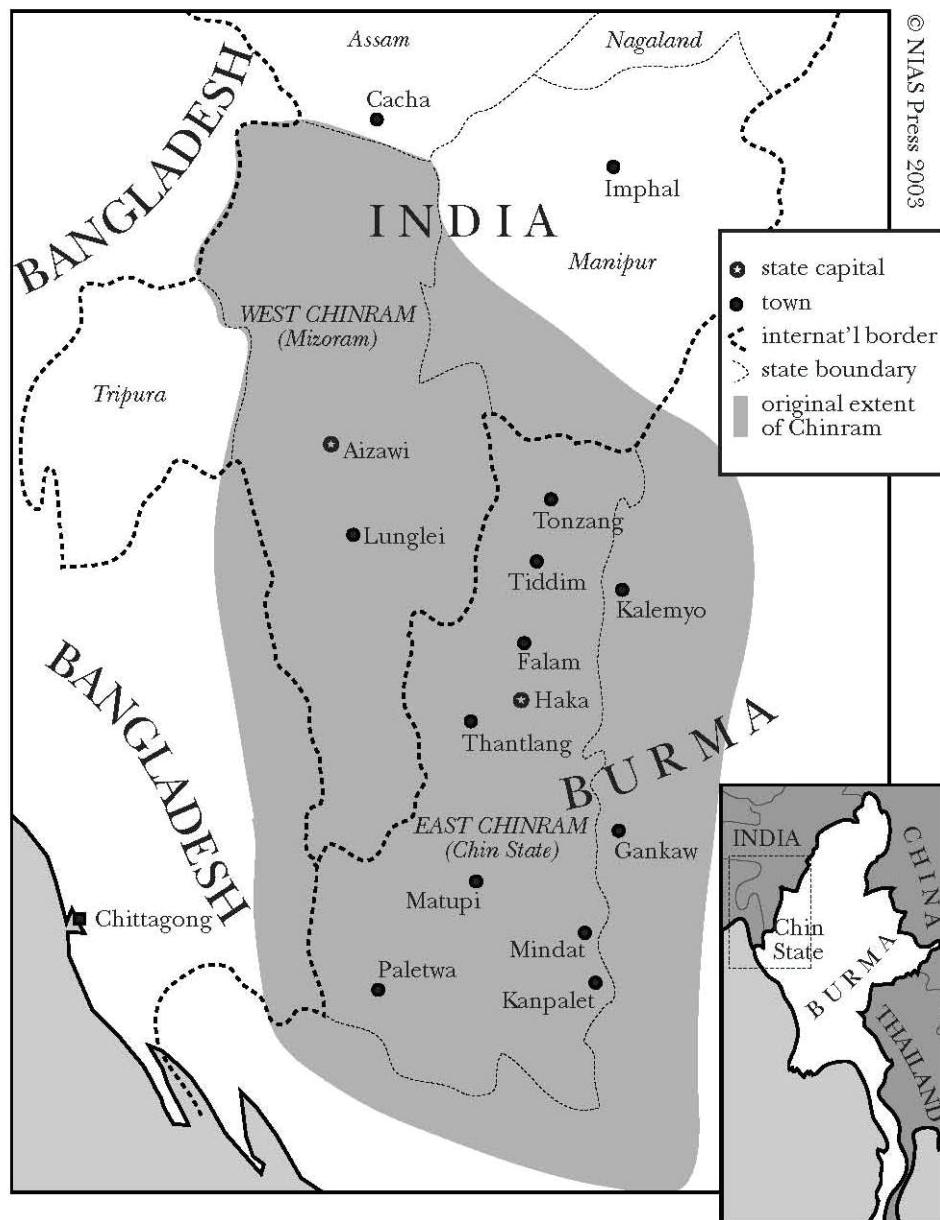 © NIAS Press 2003
Assam
Nagaland
Cacha
BANGLADESH
Imphal
INDIA
Manipur
state capital
town
internat'l border
state boundary
original extent
of Chinram
WEST CHINRAM
(Mizoram)
Tripura
Aizawi
Tonzang
Lunglei
Tiddim
Kalemyo
Falam
BANGLADESH
Haka
Thantlang
BURMA
EAST CHINRAM
(Chin State)
Gankaw
Matupi
Chittagong
Mindat
Paletwa
Kanpalet
INDIA
CHINA
Chin
State
BURMA
THAILAND